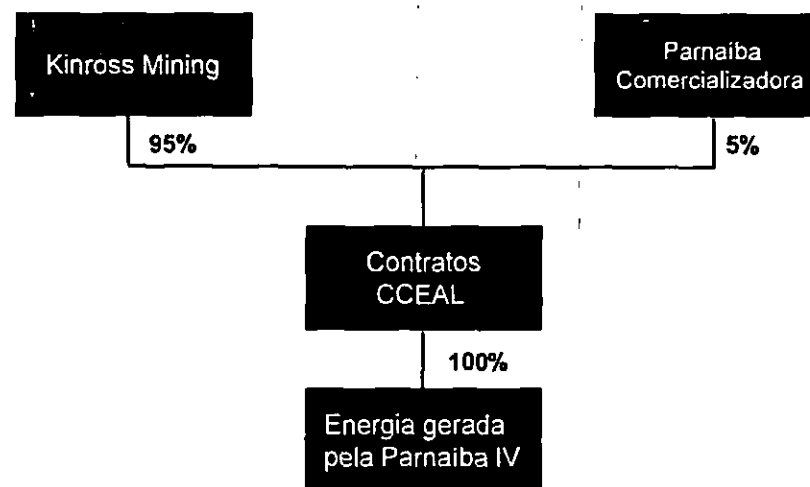 Kinross Mining
Parnaiba
Comercializadora
95%
5%
Contratos
CCEAL
100%
Energia gerada
pela Parnaiba IV